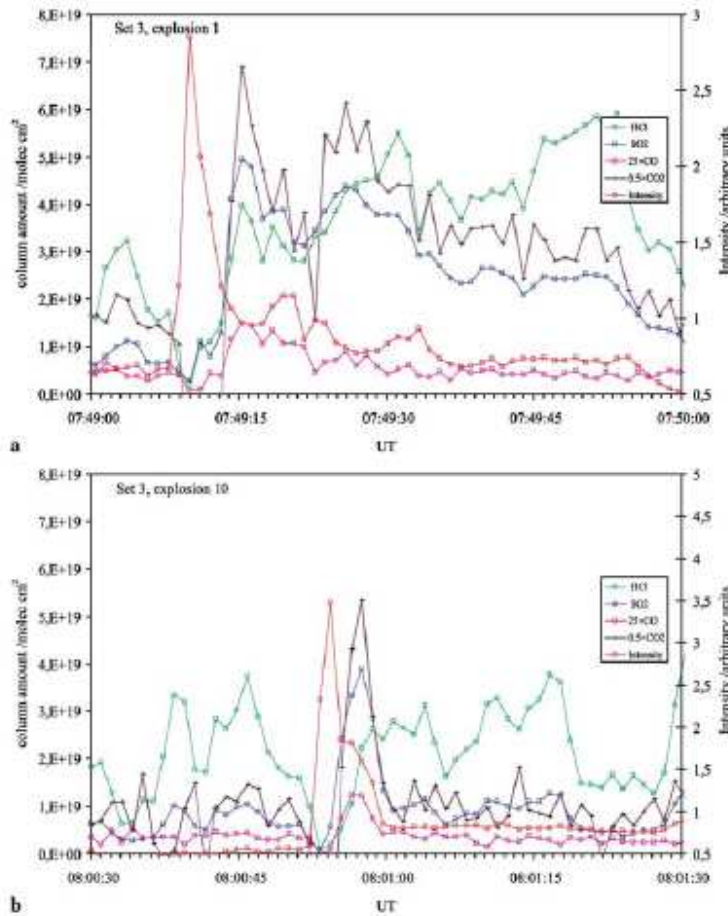 Set 3, explosion 1
8,E+19
7,E+19
6,E+19
5,E+19
4,E+19
3,E+19
2,E+19
1,E+19
0,E+00
column amount /molec cm²
3
2,5
2
1,5
1
0,5
Intensity /arbitrary units
HCl
SO2
25×CO
0.5×CO2
Intensity
07:49:00
07:49:15
07:49:30
07:49:45
07:50:00
UT
a
Set 3, explosion 10
8,E+19
7,E+19
6,E+19
5,E+19
4,E+19
3,E+19
2,E+19
1,E+19
0,E+00
column amount /molec cm²
5
4,5
4
3,5
3
2,5
2
1,5
1
0,5
Intensity /arbitrary units
HCl
SO2
25×CO
0.5×CO2
Intensity
08:00:30
08:00:45
08:01:00
08:01:15
08:01:30
UT
b